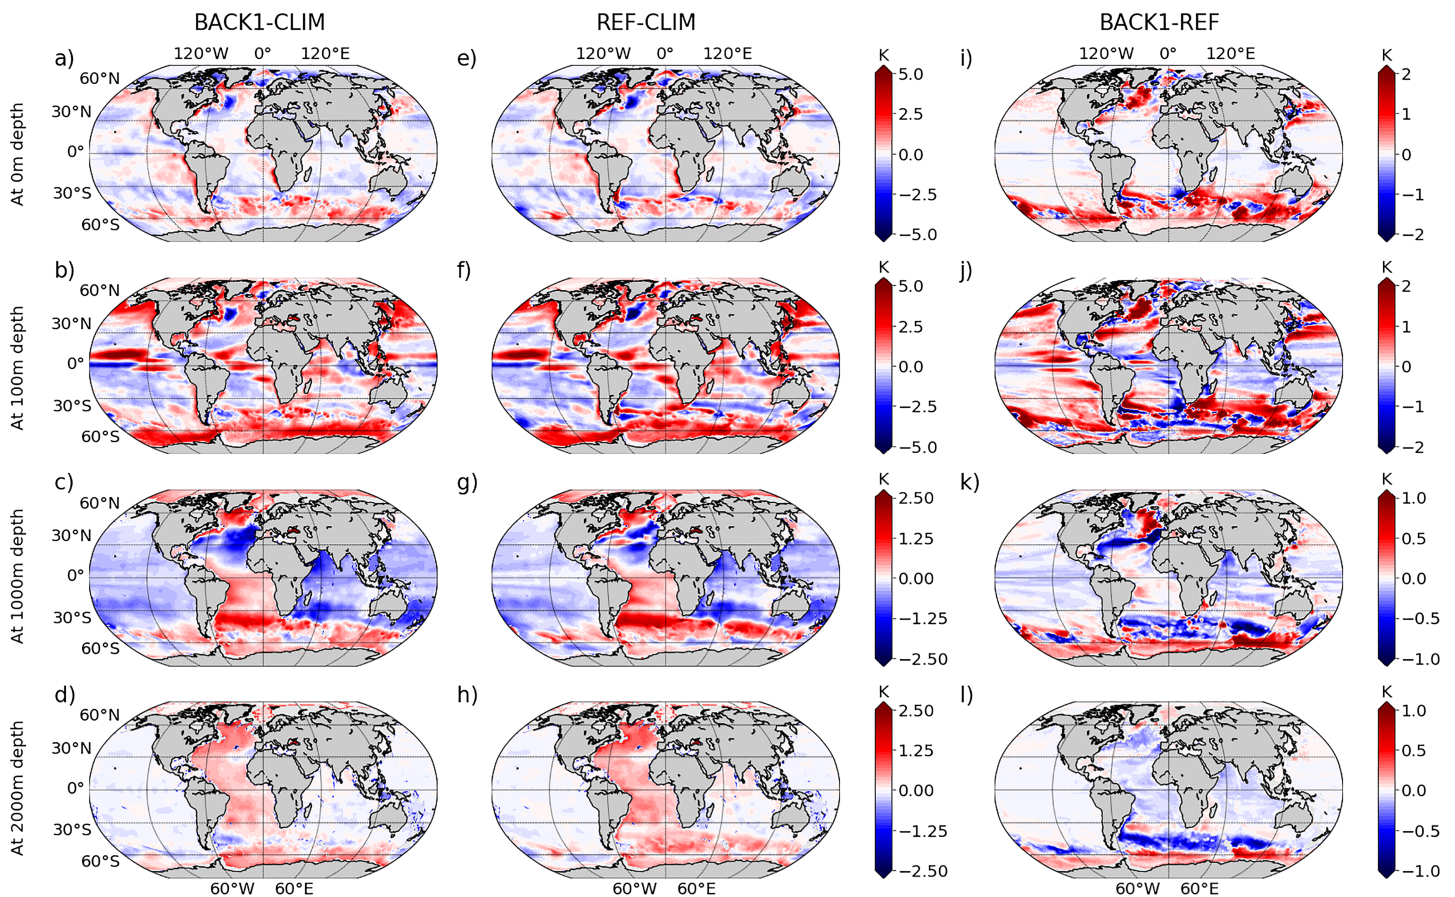 BACK1-CLIM REF-CLIM BACK1-REF
a) 120°W 0° 120°E e) 120°W 0° 120°E K i) 120°W 0° 120°E K
At 0m depth
60°N
30°N
0°
30°S
60°S
5.0
2.5
0.0
−2.5
−5.0
2
1
0
−1
−2
b) f) K j) K
At 100m depth
60°N
30°N
0°
30°S
60°S
5.0
2.5
0.0
−2.5
−5.0
2
1
0
−1
−2
c) g) K k) K
At 1000m depth
60°N
30°N
0°
30°S
60°S
2.50
1.25
0.00
−1.25
−2.50
1.0
0.5
0.0
−0.5
−1.0
d) h) K l) K
At 2000m depth
60°N
30°N
0°
30°S
60°S
2.50
1.25
0.00
−1.25
−2.50
1.0
0.5
0.0
−0.5
−1.0
60°W 60°E 60°W 60°E 60°W 60°E